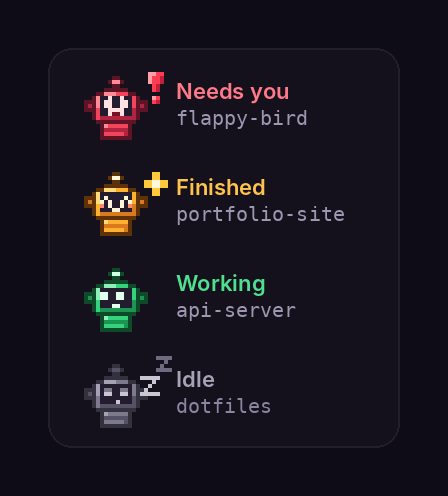 Needs you
flappy-bird
Finished
portfolio-site
Working
api-server
Idle
dotfiles